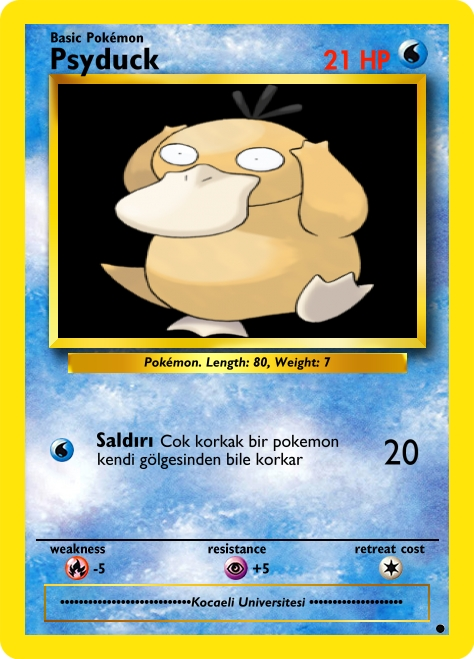 Basic Pokémon
Psyduck 21 HP
Pokémon. Length: 80, Weight: 7
Saldırı Cok korkak bir pokemon 20
kendi gölgesinden bile korkar
weakness resistance retreat cost
-5 +5
••••••••••••••••••••••••••Kocaeli Universitesi •••••••••••••••••••